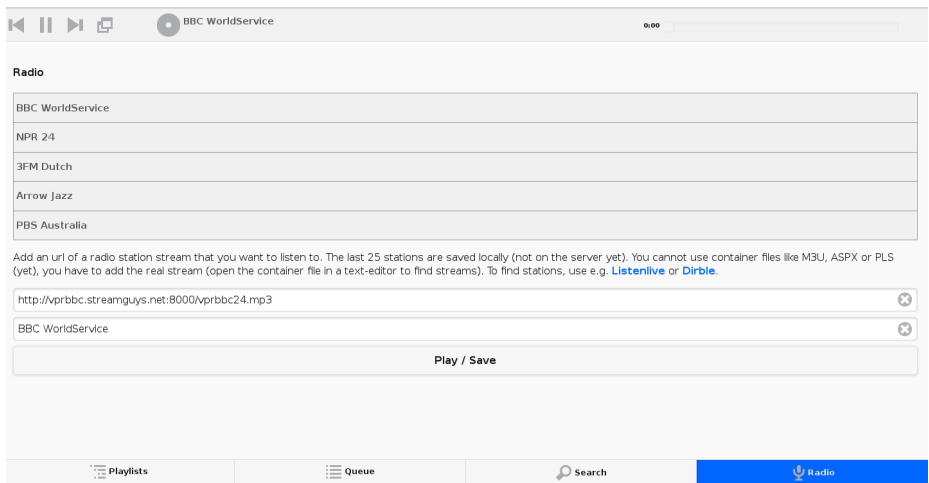 BBC WorldService
0:00
Radio
BBC WorldService
NPR 24
3FM Dutch
Arrow Jazz
PBS Australia
Add an url of a radio station stream that you want to listen to. The last 25 stations are saved locally (not on the server yet). You cannot use container files like M3U, ASPX or PLS
(yet), you have to add the real stream (open the container file in a text-editor to find streams). To find stations, use e.g. Listenlive or Dirble.
http://vprbbc.streamguys.net:8000/vprbbc24.mp3
BBC WorldService
Play / Save
Playlists
Queue
Search
Radio